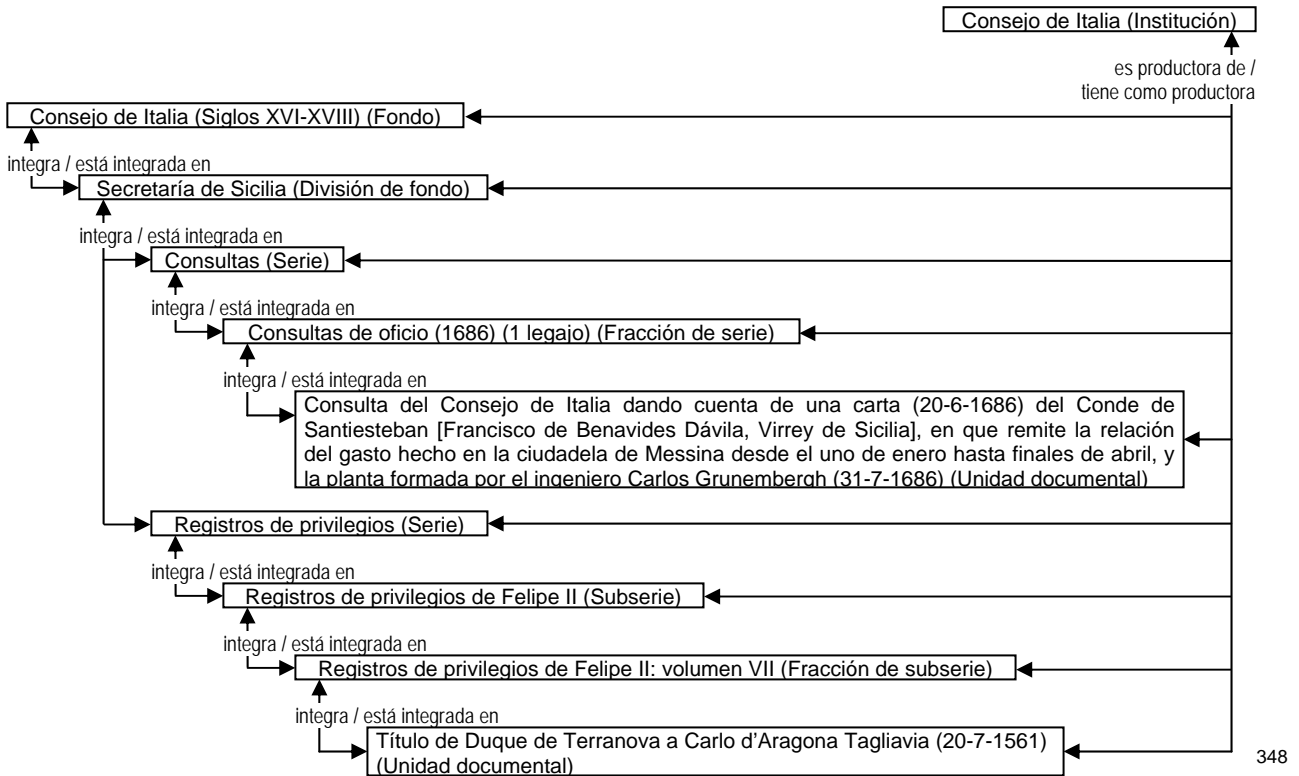 Consejo de Italia (Institución)
es productora de /
tiene como productora
Consejo de Italia (Siglos XVI-XVIII) (Fondo)
integra / está integrada en
Secretaría de Sicilia (División de fondo)
integra / está integrada en
Consultas (Serie)
integra / está integrada en
Consultas de oficio (1686) (1 legajo) (Fracción de serie)
integra / está integrada en
Consulta del Consejo de Italia dando cuenta de una carta (20-6-1686) del Conde de
Santiesteban [Francisco de Benavides Dávila, Virrey de Sicilia], en que remite la relación
del gasto hecho en la ciudadela de Messina desde el uno de enero hasta finales de abril, y
la planta formada por el ingeniero Carlos Grunembergh (31-7-1686) (Unidad documental)
Registros de privilegios (Serie)
integra / está integrada en
Registros de privilegios de Felipe II (Subserie)
integra / está integrada en
Registros de privilegios de Felipe II: volumen VII (Fracción de subserie)
integra / está integrada en
Título de Duque de Terranova a Carlo d’Aragona Tagliavia (20-7-1561)
(Unidad documental)
348